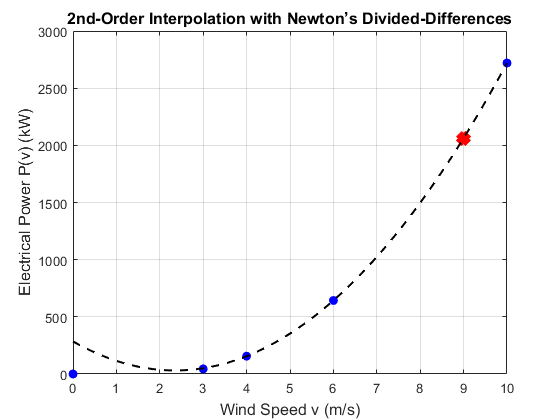 2nd-Order Interpolation with Newton's Divided-Differences
3000
2500
2000
1500
1000
500
0
Electrical Power P(v) (kW)
0 1 2 3 4 5 6 7 8 9 10
Wind Speed v (m/s)